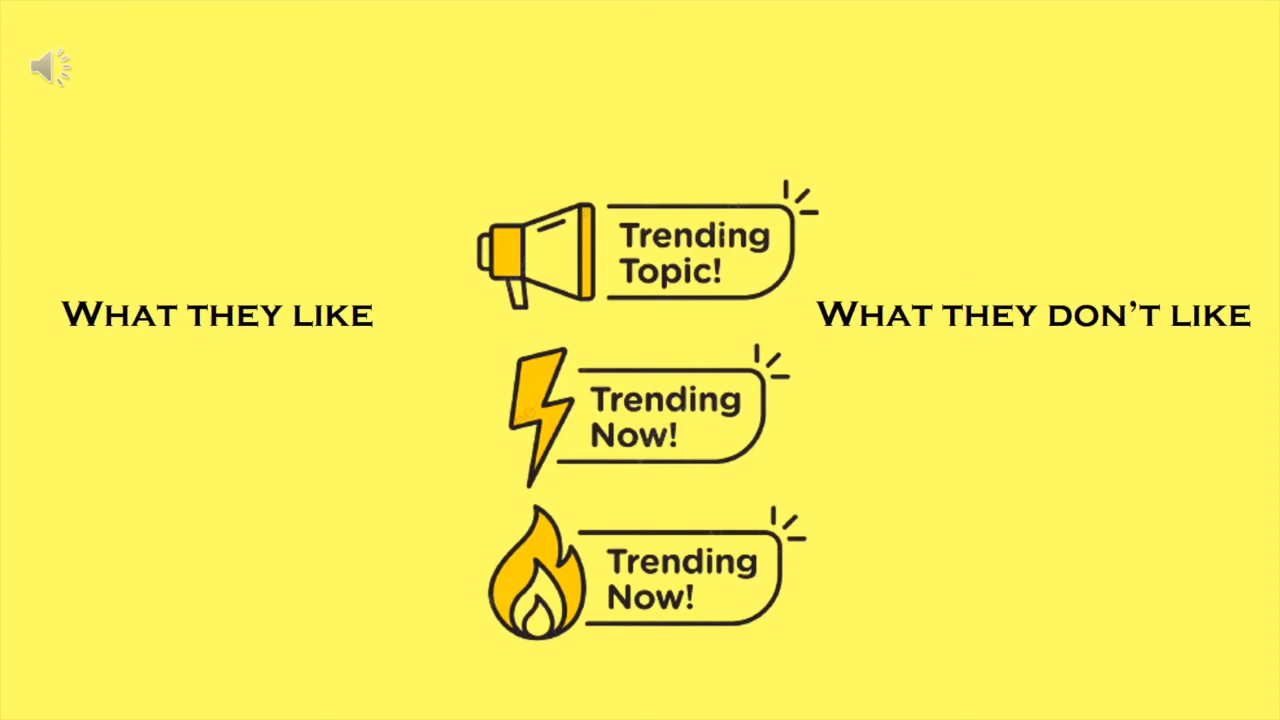 What they like
Trending
Topic!
Trending
Now!
Trending
Now!
What they don’t like